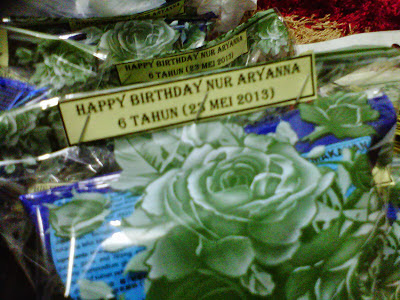 HAPPY BIRTHDAY NUR ARYANNA
6 TAHUN (23 MEI 2013)
HAPPY BIRTHDAY NUR ARYANNA
6 TAHUN (23 MEI 2013)